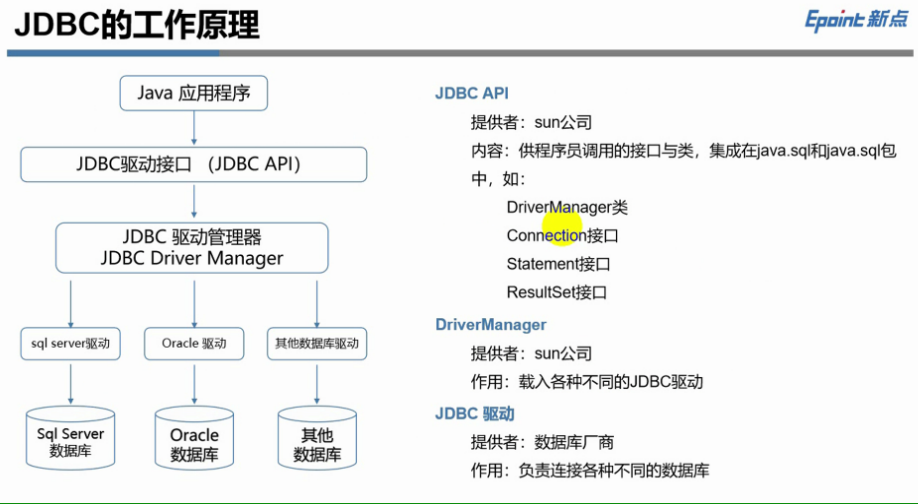 JDBC的工作原理
Epoint 新点
Java 应用程序
JDBC驱动接口 （JDBC API）
JDBC 驱动管理器
JDBC Driver Manager
sql server驱动
Oracle 驱动
其他数据库驱动
Sql Server
数据库
Oracle
数据库
其他
数据库
JDBC API
提供者：sun公司
内容：供程序员调用的接口与类，集成在java.sql和java.sql包
中，如：
DriverManager类
Connection接口
Statement接口
ResultSet接口
DriverManager
提供者：sun公司
作用：载入各种不同的JDBC驱动
JDBC 驱动
提供者：数据库厂商
作用：负责连接各种不同的数据库